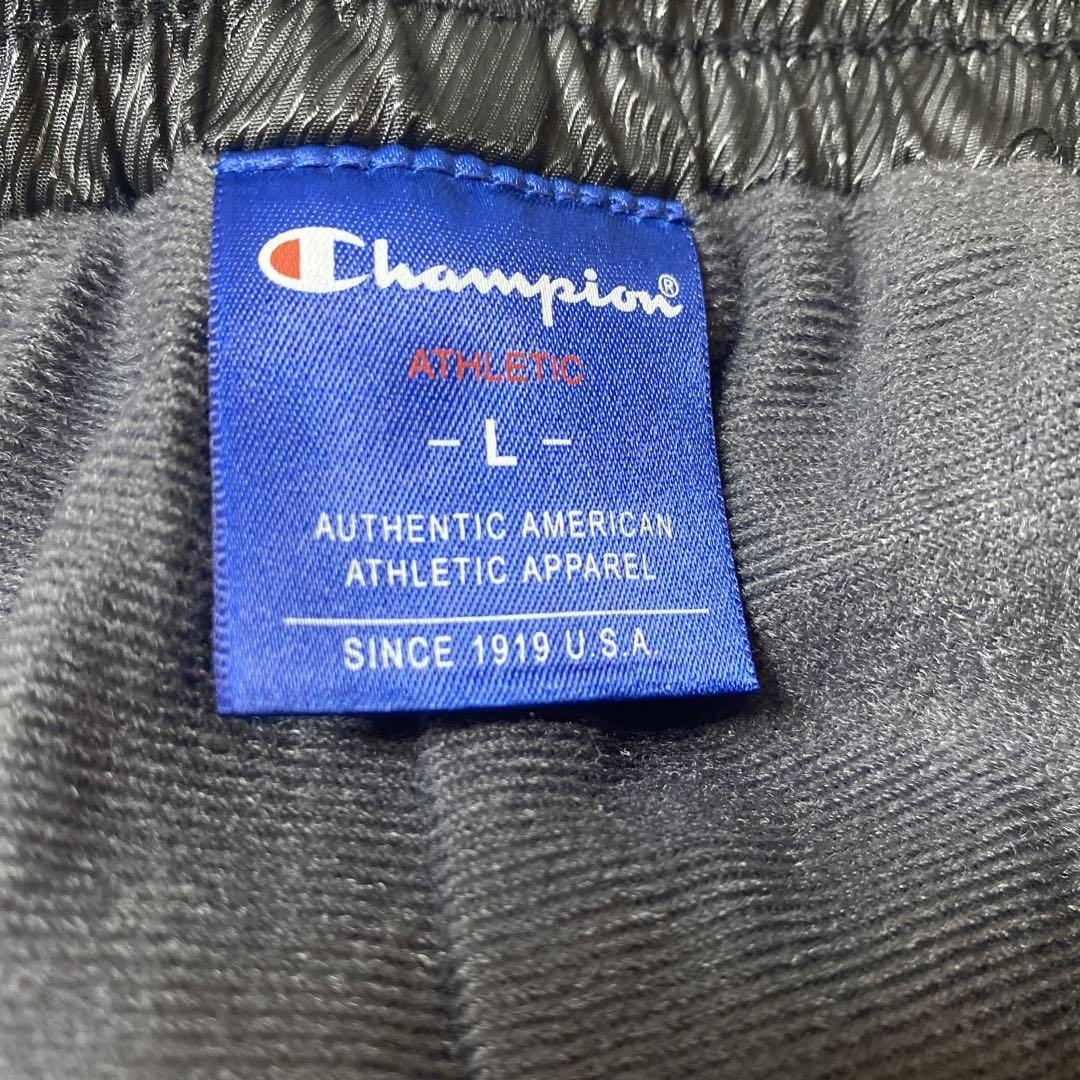 Champion®
ATHLETIC
- L -
AUTHENTIC AMERICAN
ATHLETIC APPAREL
SINCE 1919 U.S.A